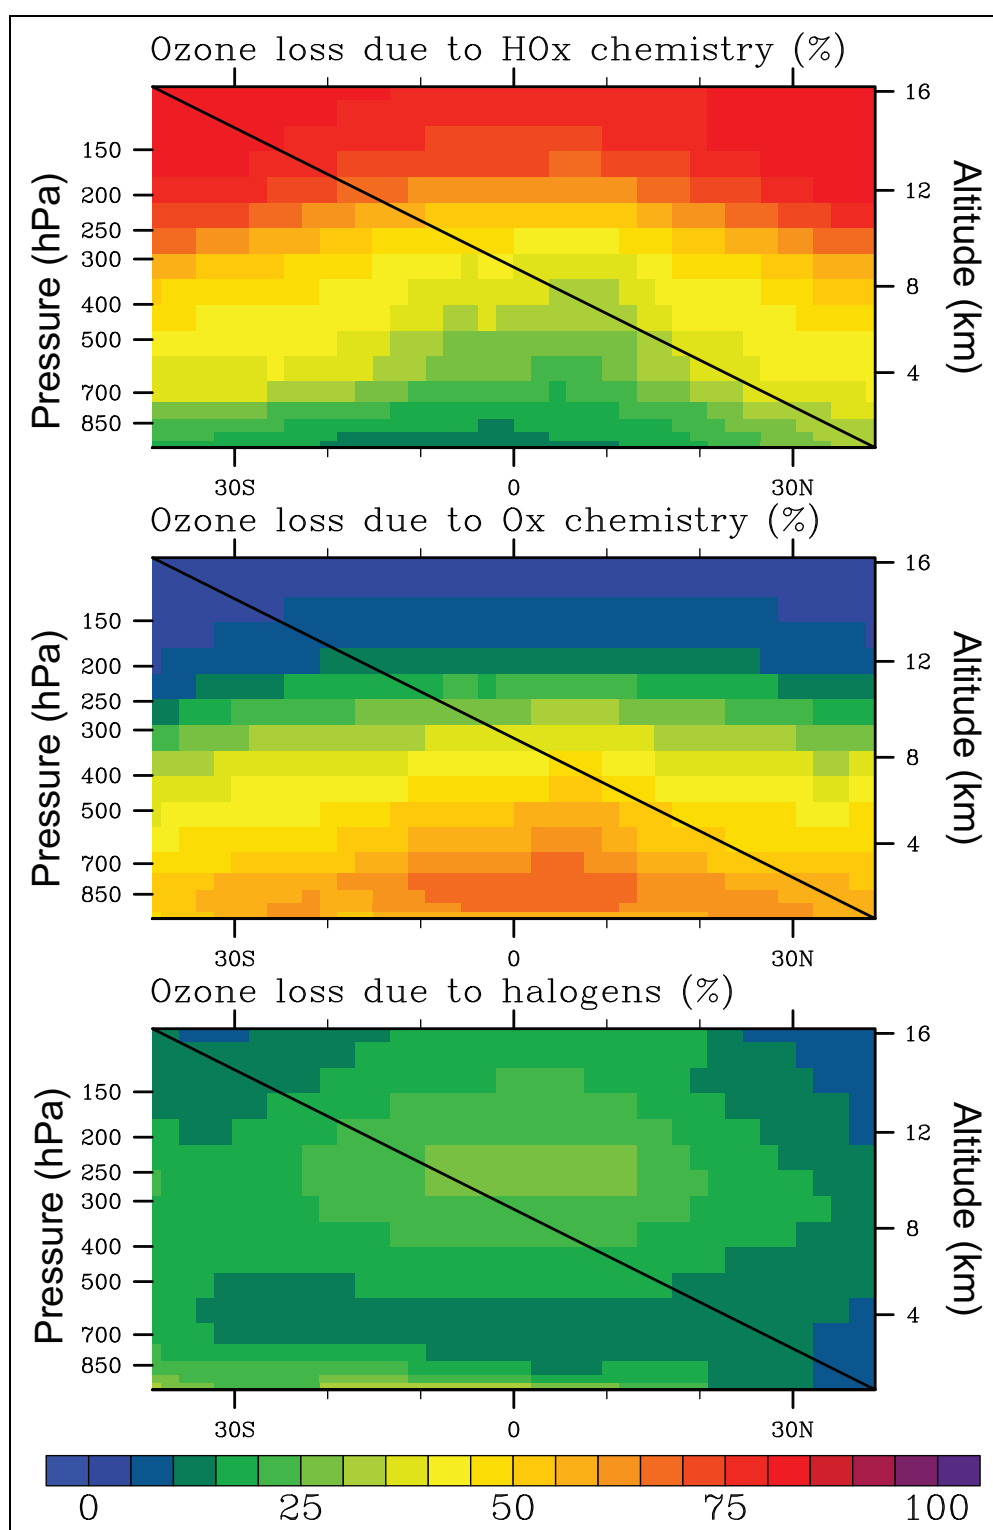 Ozone loss due to HOx chemistry (%)
Pressure (hPa)
150
200
250
300
400
500
700
850
16
12
8
4
Altitude (km)
30S 0 30N
Ozone loss due to Ox chemistry (%)
Pressure (hPa)
150
200
250
300
400
500
700
850
16
12
8
4
Altitude (km)
30S 0 30N
Ozone loss due to halogens (%)
Pressure (hPa)
150
200
250
300
400
500
700
850
16
12
8
4
Altitude (km)
30S 0 30N
0 25 50 75 100